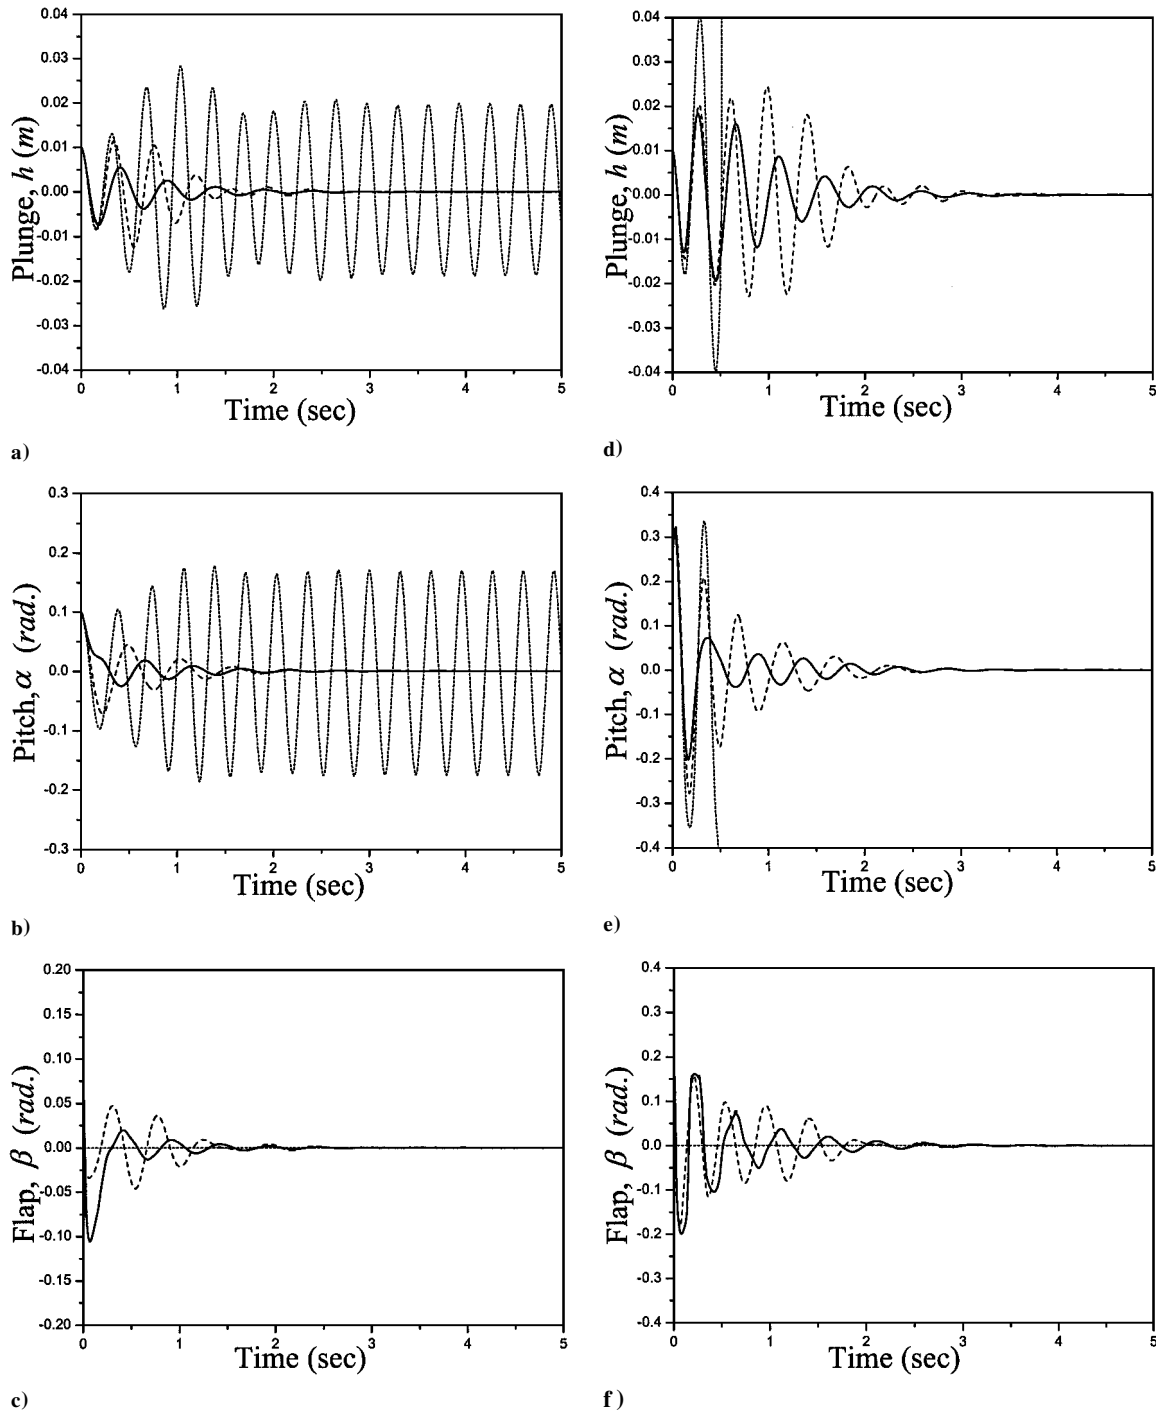 0.04
0.03
0.02
0.01
0.00
-0.01
-0.02
-0.03
-0.04
Plunge, h (m)
0 1 2 3 4 5
Time (sec)
a)
0.3
0.2
0.1
0.0
-0.1
-0.2
-0.3
Pitch, α (rad.)
0 1 2 3 4 5
Time (sec)
b)
0.20
0.15
0.10
0.05
0.00
-0.05
-0.10
-0.15
-0.20
Flap, β (rad.)
0 1 2 3 4 5
Time (sec)
c)
0.04
0.03
0.02
0.01
0.00
-0.01
-0.02
-0.03
-0.04
Plunge, h (m)
0 1 2 3 4 5
Time (sec)
d)
0.4
0.3
0.2
0.1
0.0
-0.1
-0.2
-0.3
-0.4
Pitch, α (rad.)
0 1 2 3 4 5
Time (sec)
e)
0.4
0.3
0.2
0.1
0.0
-0.1
-0.2
-0.3
-0.4
Flap, β (rad.)
0 1 2 3 4 5
Time (sec)
f)